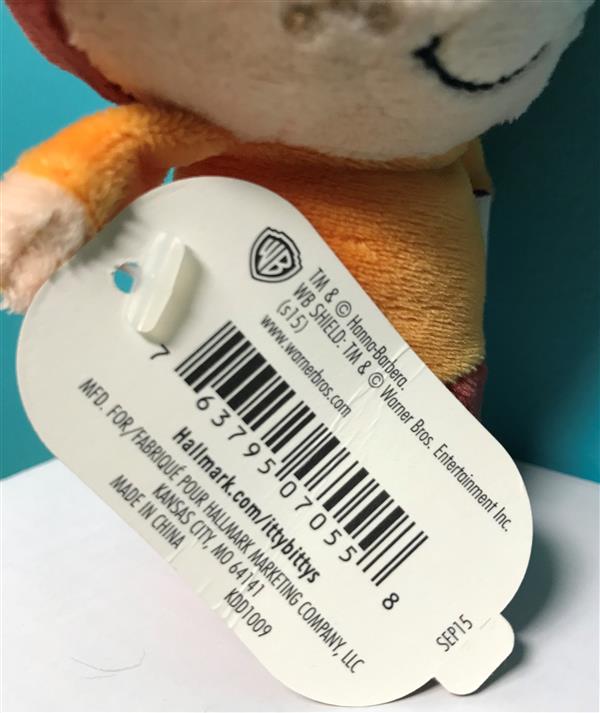 WB
TM & © Hanna-Barbera.
WB SHIELD: TM & © Warner Bros. Entertainment Inc.
(s15)
www.warnerbros.com
7 63795 07055 8
Hallmark.com/ittybittys
MFD. FOR/FABRIQUÉ POUR HALLMARK MARKETING COMPANY, LLC
KANSAS CITY, MO 64141
MADE IN CHINA
KDD1009
SEP15